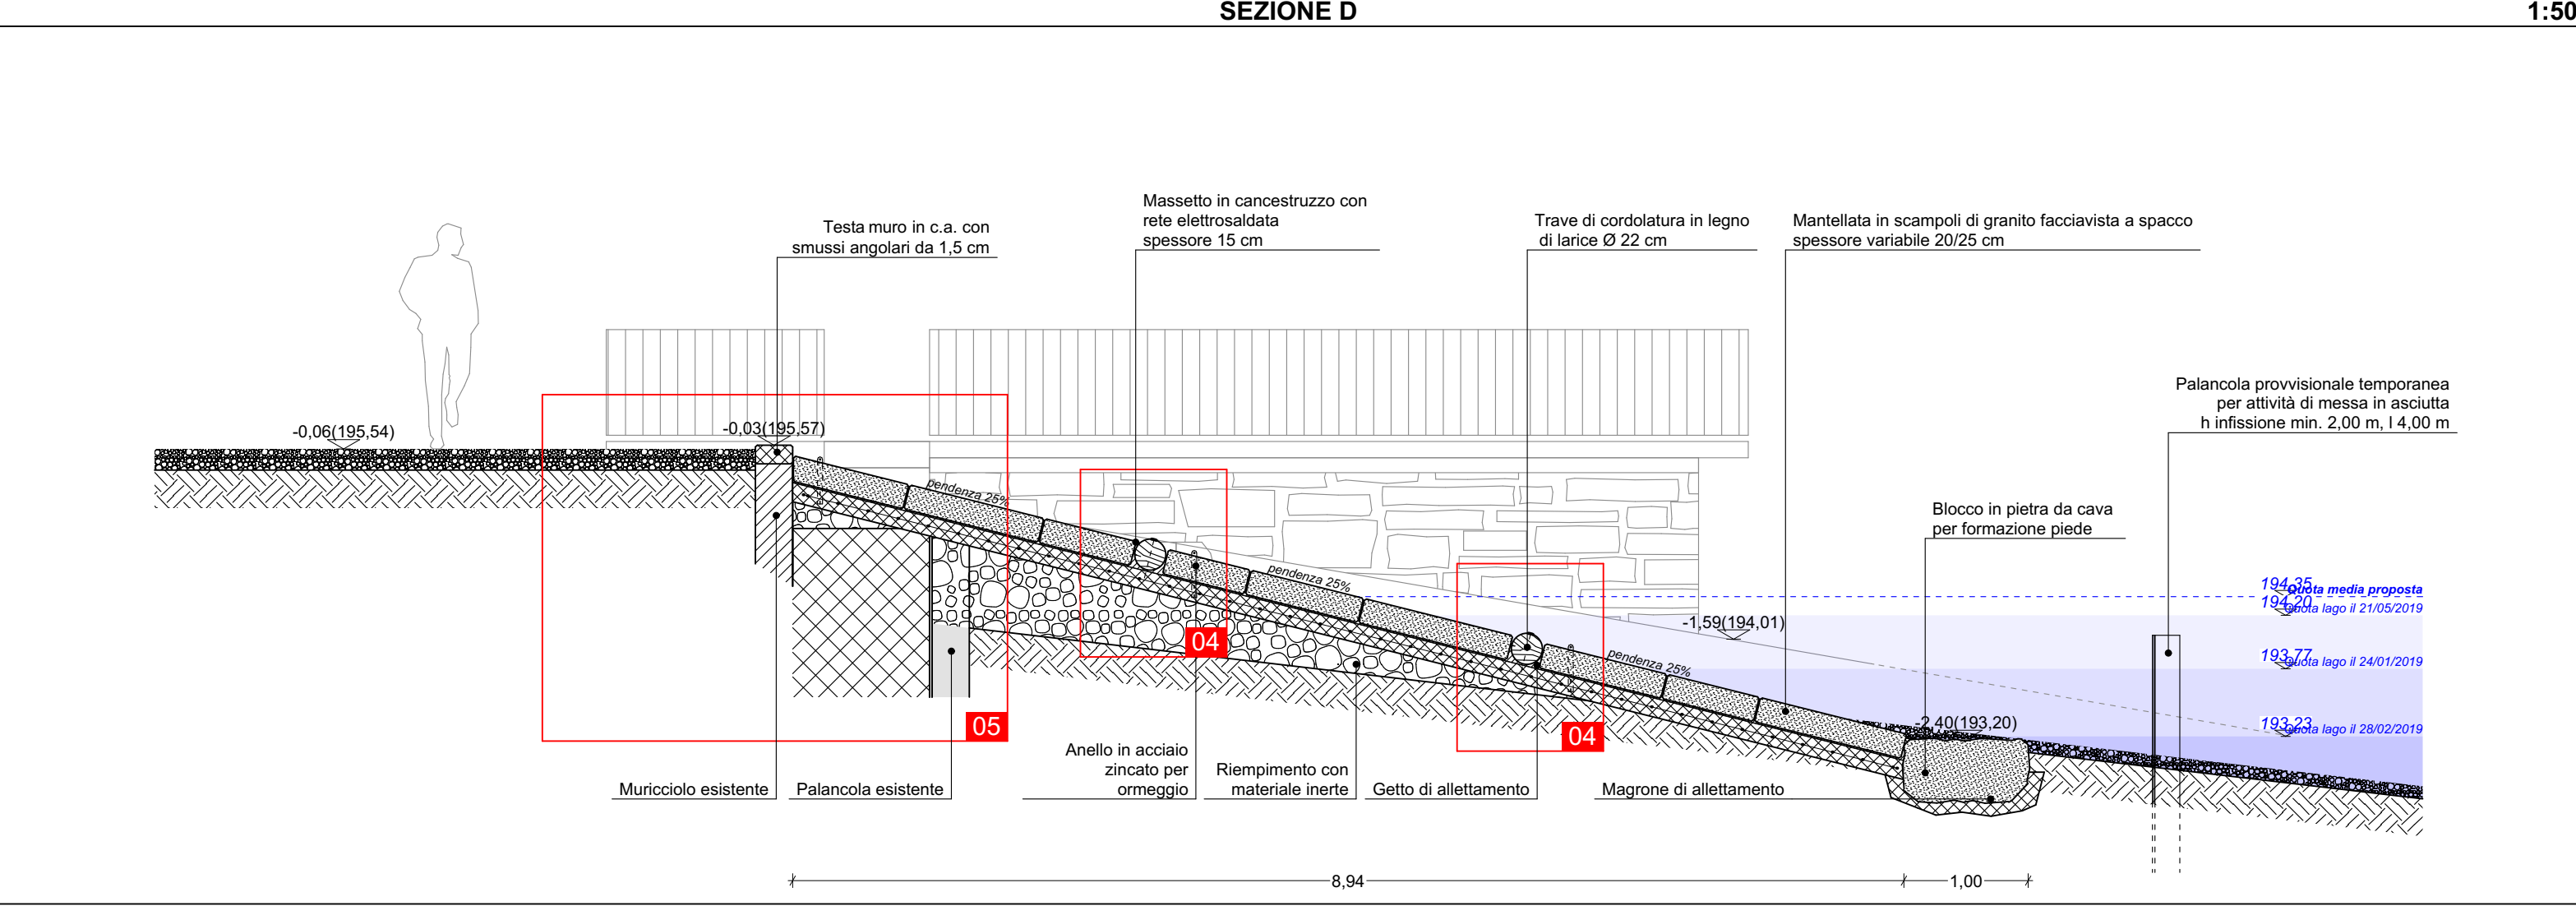 SEZIONE D
1:50
Testa muro in c.a. con
smussi angolari da 1,5 cm
Massetto in cancestruzzo con
rete elettrosaldata
spessore 15 cm
Trave di cordolatura in legno
di larice Ø 22 cm
Mantellata in scampoli di granito facciavista a spacco
spessore variabile 20/25 cm
Palancola provvisionale temporanea
per attività di messa in asciutta
h infissione min. 2,00 m, l 4,00 m
-0,06(195,54)
-0,03(195,57)
pendenza 25%
Blocco in pietra da cava
per formazione piede
pendenza 25%
194,35
Quota media proposta
194,20
Quota lago il 21/05/2019
-1,59(194,01)
04
pendenza 25%
193,77
Quota lago il 24/01/2019
05
04
-2,40(193,20)
193,23
Quota lago il 28/02/2019
Muricciolo esistente
Palancola esistente
Anello in acciaio
zincato per
ormeggio
Riempimento con
materiale inerte
Getto di allettamento
Magrone di allettamento
8,94
1,00